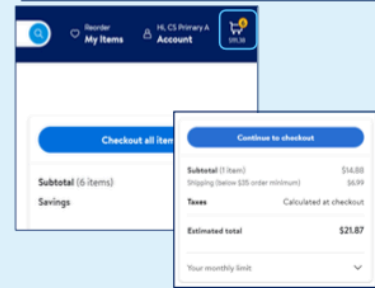 Reorder
My Items
Hi, CS Primary A
Account
6
Checkout all item
Subtotal (6 items)
Savings
Continue to checkout
Subtotal (1 item) $14.88
Shipping (below $35 order minimum) $6.99
Taxes Calculated at checkout
Estimated total $21.87
Your monthly limit